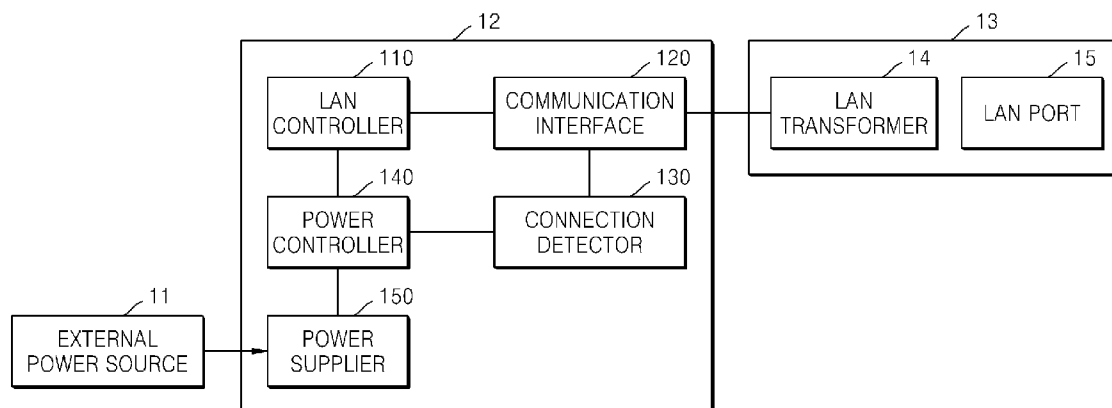 12
13
110
120
14
15
LAN
CONTROLLER
COMMUNICATION
INTERFACE
LAN
TRANSFORMER
LAN PORT
140
130
POWER
CONTROLLER
CONNECTION
DETECTOR
11
150
EXTERNAL
POWER SOURCE
POWER
SUPPLIER